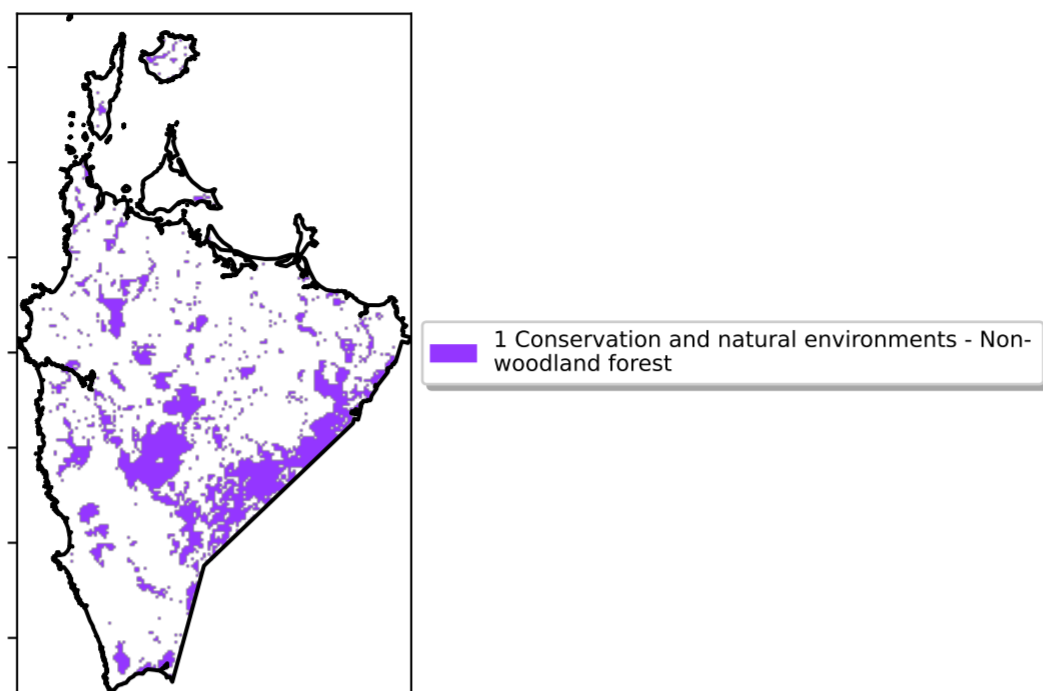 1 Conservation and natural environments - Non-
woodland forest